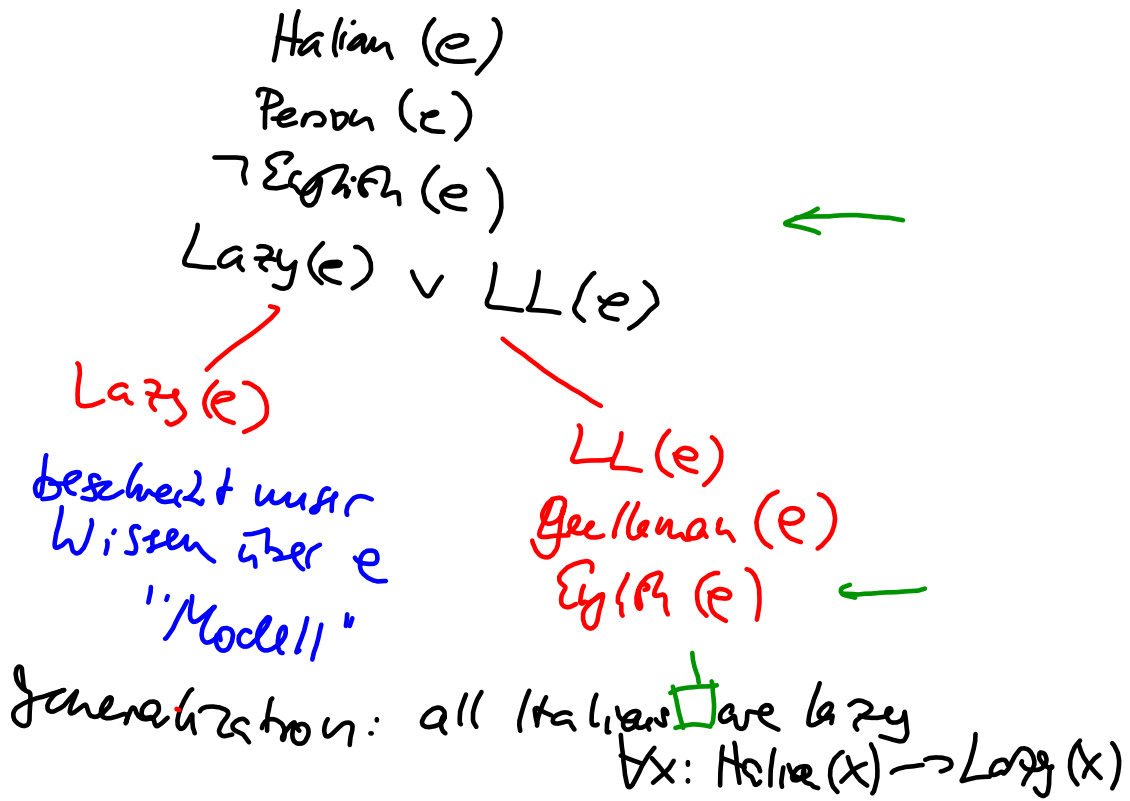 Italian (e)
Person (e)
¬ English (e)
Lazy (e) ∨ LL (e)
Lazy (e)
LL (e)
beschreibt unser
Wissen über e
"Modell"
gentleman (e)
English (e)
Generalization: all Italians are lazy
∀x: Italian (x) → Lazy (x)